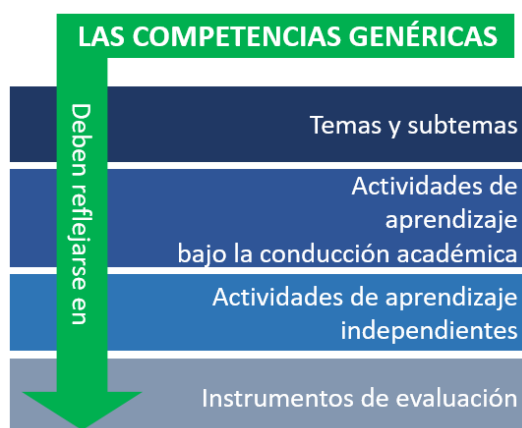 LAS COMPETENCIAS GENÉRICAS
Deben reflejarse en
Temas y subtemas
Actividades de
aprendizaje
bajo la conducción académica
Actividades de aprendizaje
independientes
Instrumentos de evaluación